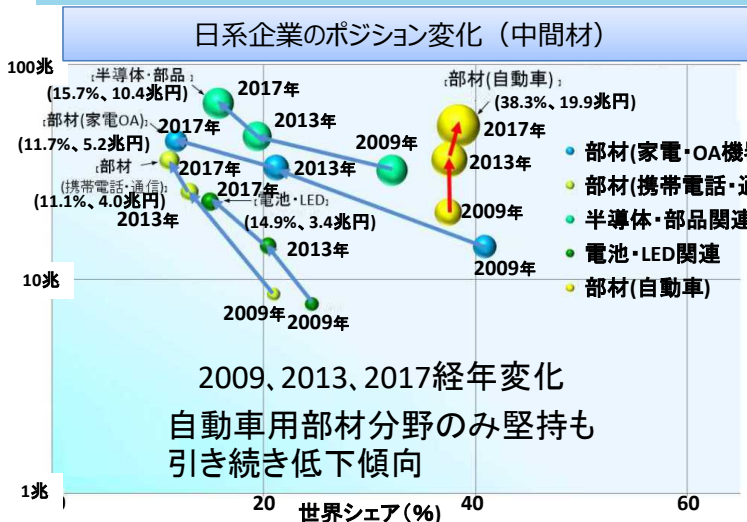 日系企業のポジション変化（中間材）
100兆
10兆
1兆
[半導体・部品]
(15.7%、10.4兆円)
2017年
2013年
2009年
[部材(家電OA)]
(11.7%、5.2兆円)
2017年
2013年
2009年
[部材
(携帯電話・通信)]
(11.1%、4.0兆円)
2017年
2013年
2009年
[電池・LED]
(14.9%、3.4兆円)
2017年
2013年
2009年
[部材(自動車)]
(38.3%、19.9兆円)
2017年
2013年
2009年
部材(家電・OA機器
部材(携帯電話・通
半導体・部品関連
電池・LED関連
部材(自動車)
2009、2013、2017経年変化
自動車用部材分野のみ堅持も
引き続き低下傾向
0
20
40
60
世界シェア(%)